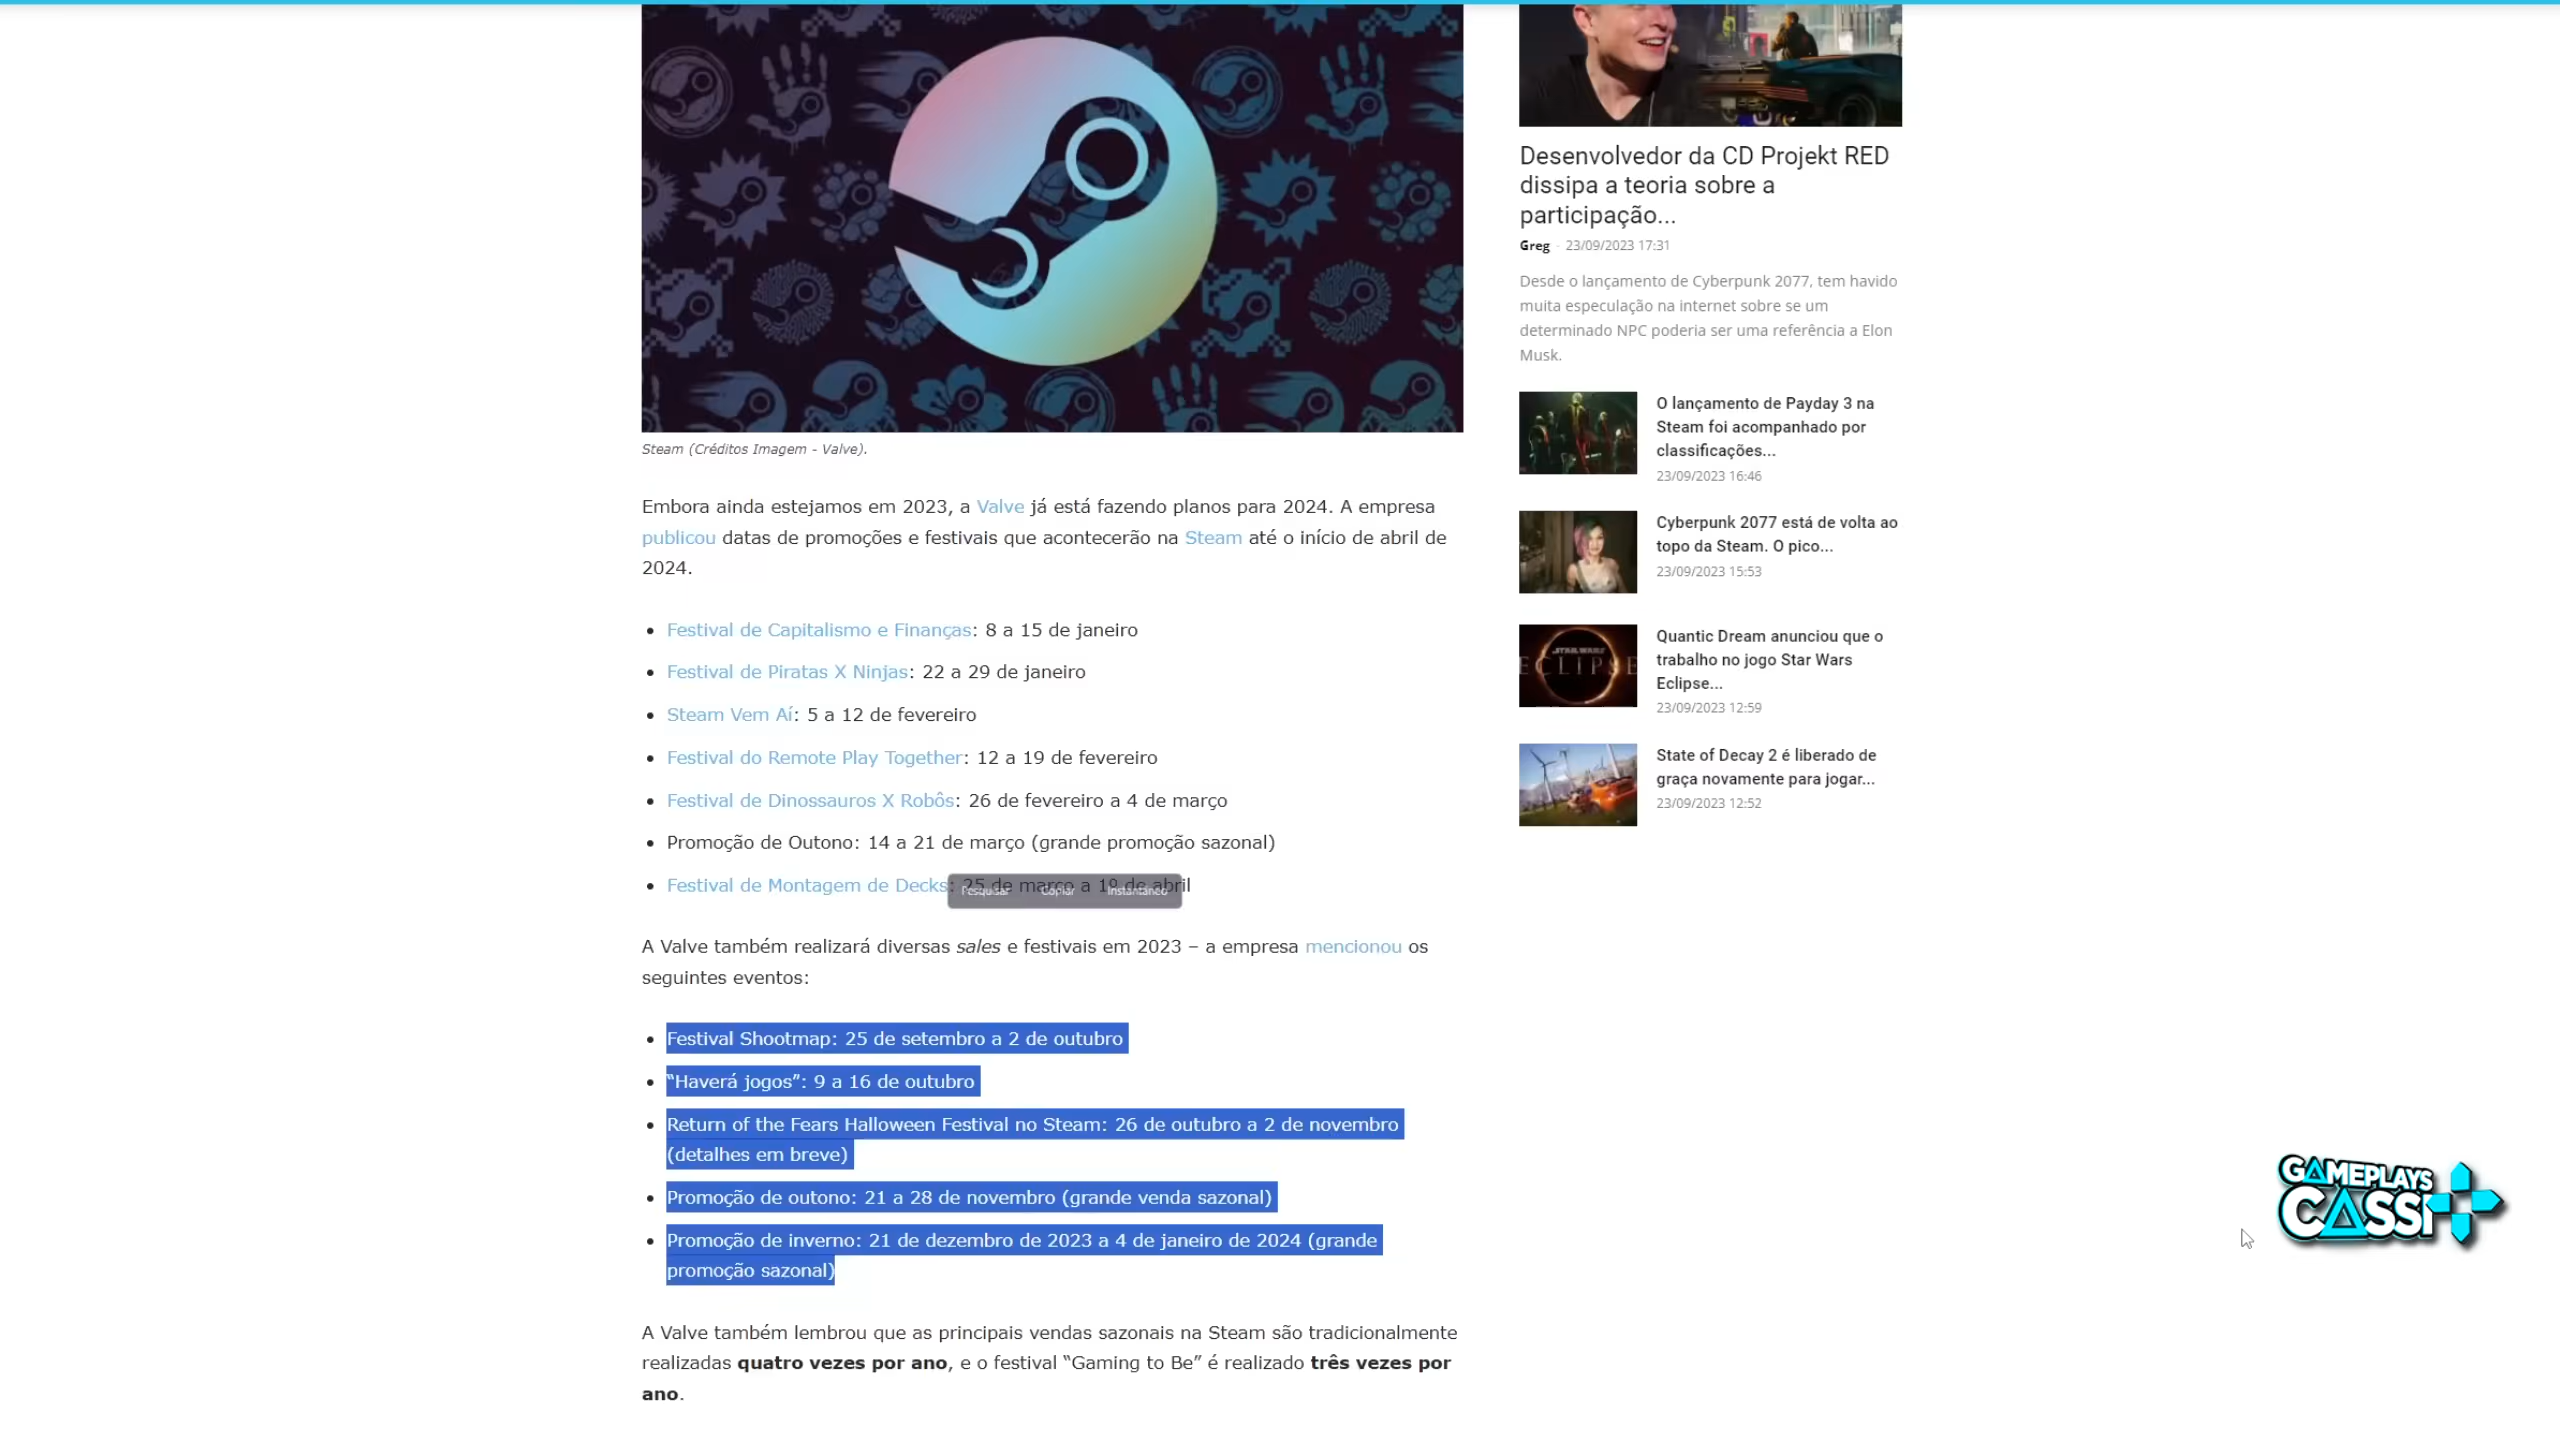 Steam (Créditos Imagem - Valve).
Embora ainda estejamos em 2023, a Valve já está fazendo planos para 2024. A empresa
publicou datas de promoções e festivais que acontecerão na Steam até o início de abril de
2024.
• Festival de Capitalismo e Finanças: 8 a 15 de janeiro
• Festival de Piratas X Ninjas: 22 a 29 de janeiro
• Steam Vem Aí: 5 a 12 de fevereiro
• Festival do Remote Play Together: 12 a 19 de fevereiro
• Festival de Dinossauros X Robôs: 26 de fevereiro a 4 de março
• Promoção de Outono: 14 a 21 de março (grande promoção sazonal)
• Festival de Montagem de Decks: 25 de março a 1º de abril
Pesquisar Copiar Instantâneo
A Valve também realizará diversas sales e festivais em 2023 – a empresa mencionou os
seguintes eventos:
• Festival Shootmap: 25 de setembro a 2 de outubro
• “Haverá jogos”: 9 a 16 de outubro
• Return of the Fears Halloween Festival no Steam: 26 de outubro a 2 de novembro
(detalhes em breve)
• Promoção de outono: 21 a 28 de novembro (grande venda sazonal)
• Promoção de inverno: 21 de dezembro de 2023 a 4 de janeiro de 2024 (grande
promoção sazonal)
A Valve também lembrou que as principais vendas sazonais na Steam são tradicionalmente
realizadas quatro vezes por ano, e o festival “Gaming to Be” é realizado três vezes por
ano.
Desenvolvedor da CD Projekt RED
dissipa a teoria sobre a
participação...
Greg - 23/09/2023 17:31
Desde o lançamento de Cyberpunk 2077, tem havido
muita especulação na internet sobre se um
determinado NPC poderia ser uma referência a Elon
Musk.
O lançamento de Payday 3 na
Steam foi acompanhado por
classificações...
23/09/2023 16:46
Cyberpunk 2077 está de volta ao
topo da Steam. O pico...
23/09/2023 15:53
STAR WARS
ECLIPSE
Quantic Dream anunciou que o
trabalho no jogo Star Wars
Eclipse...
23/09/2023 12:59
State of Decay 2 é liberado de
graça novamente para jogar...
23/09/2023 12:52
GAMEPLAYS
CASSI